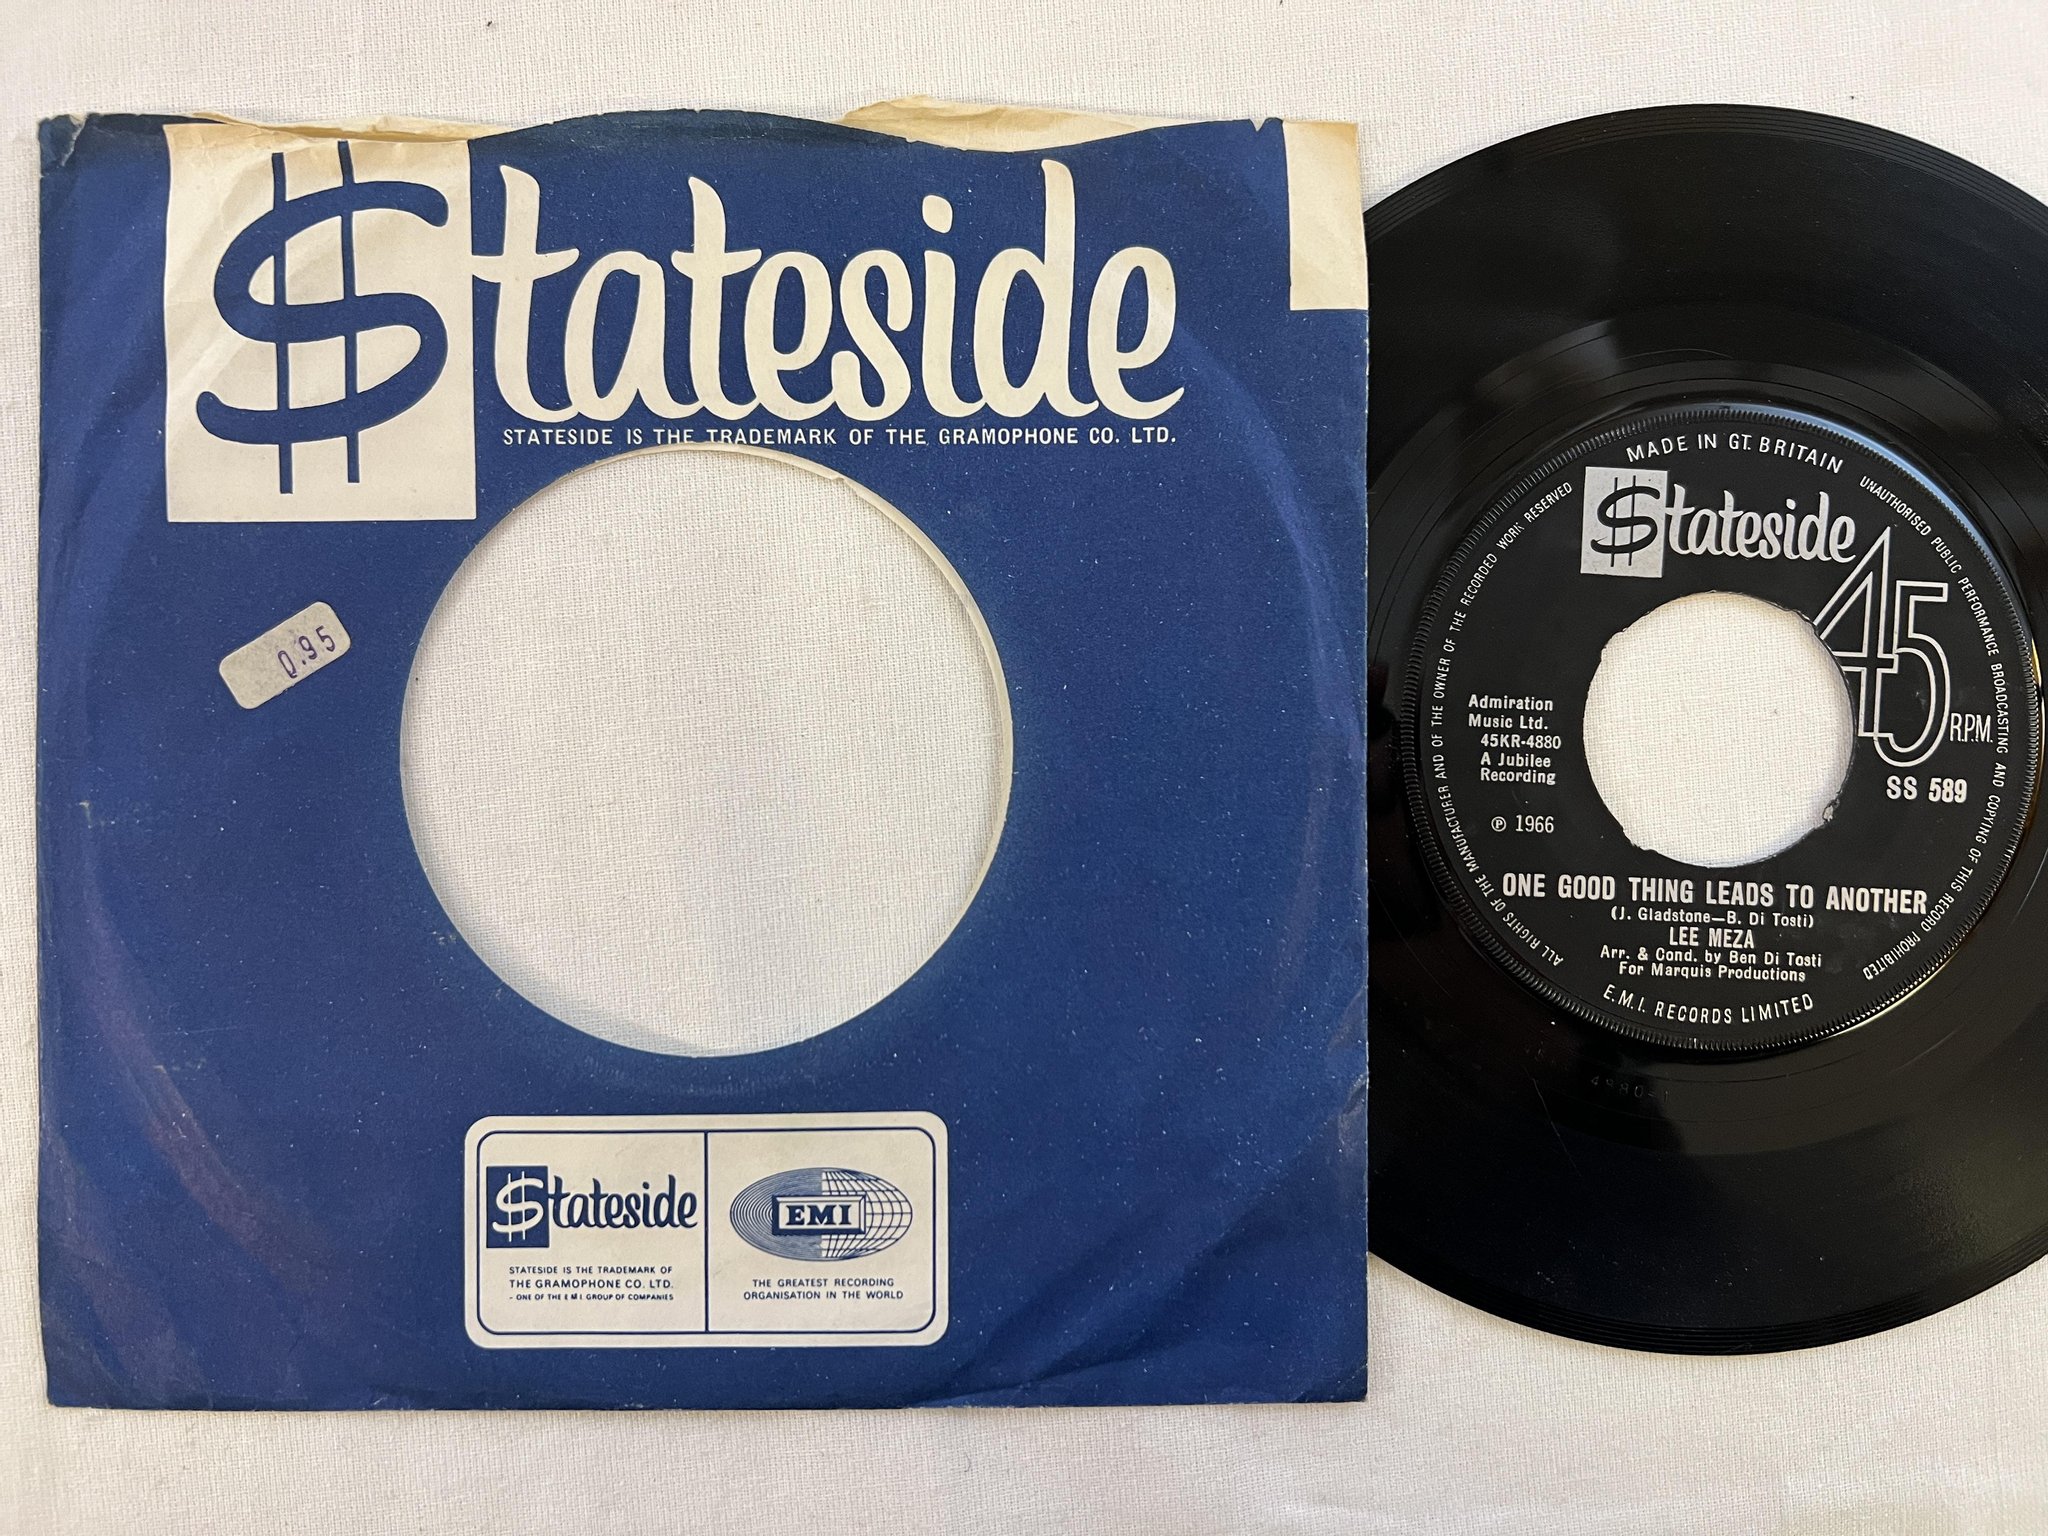 $tateside
STATESIDE IS THE TRADEMARK OF THE GRAMOPHONE CO. LTD.
0.95
$tateside
STATESIDE IS THE TRADEMARK OF
THE GRAMOPHONE CO. LTD.
- ONE OF THE E M I GROUP OF COMPANIES
EMI
THE GREATEST RECORDING
ORGANISATION IN THE WORLD
MADE IN GT. BRITAIN
ALL RIGHTS OF THE MANUFACTURER AND OF THE OWNER OF THE RECORDED WORK RESERVED
UNAUTHORISED PUBLIC PERFORMANCE BROADCASTING AND COPYING OF THIS RECORD PROHIBITED
$tateside
45
R.P.M.
Admiration
Music Ltd.
45KR-4880
A Jubilee
Recording
SS 589
℗ 1966
ONE GOOD THING LEADS TO ANOTHER
(J. Gladstone—B. Di Tosti)
LEE MEZA
Arr. & Cond. by Ben Di Tosti
For Marquis Productions
E.M.I. RECORDS LIMITED
4880-1